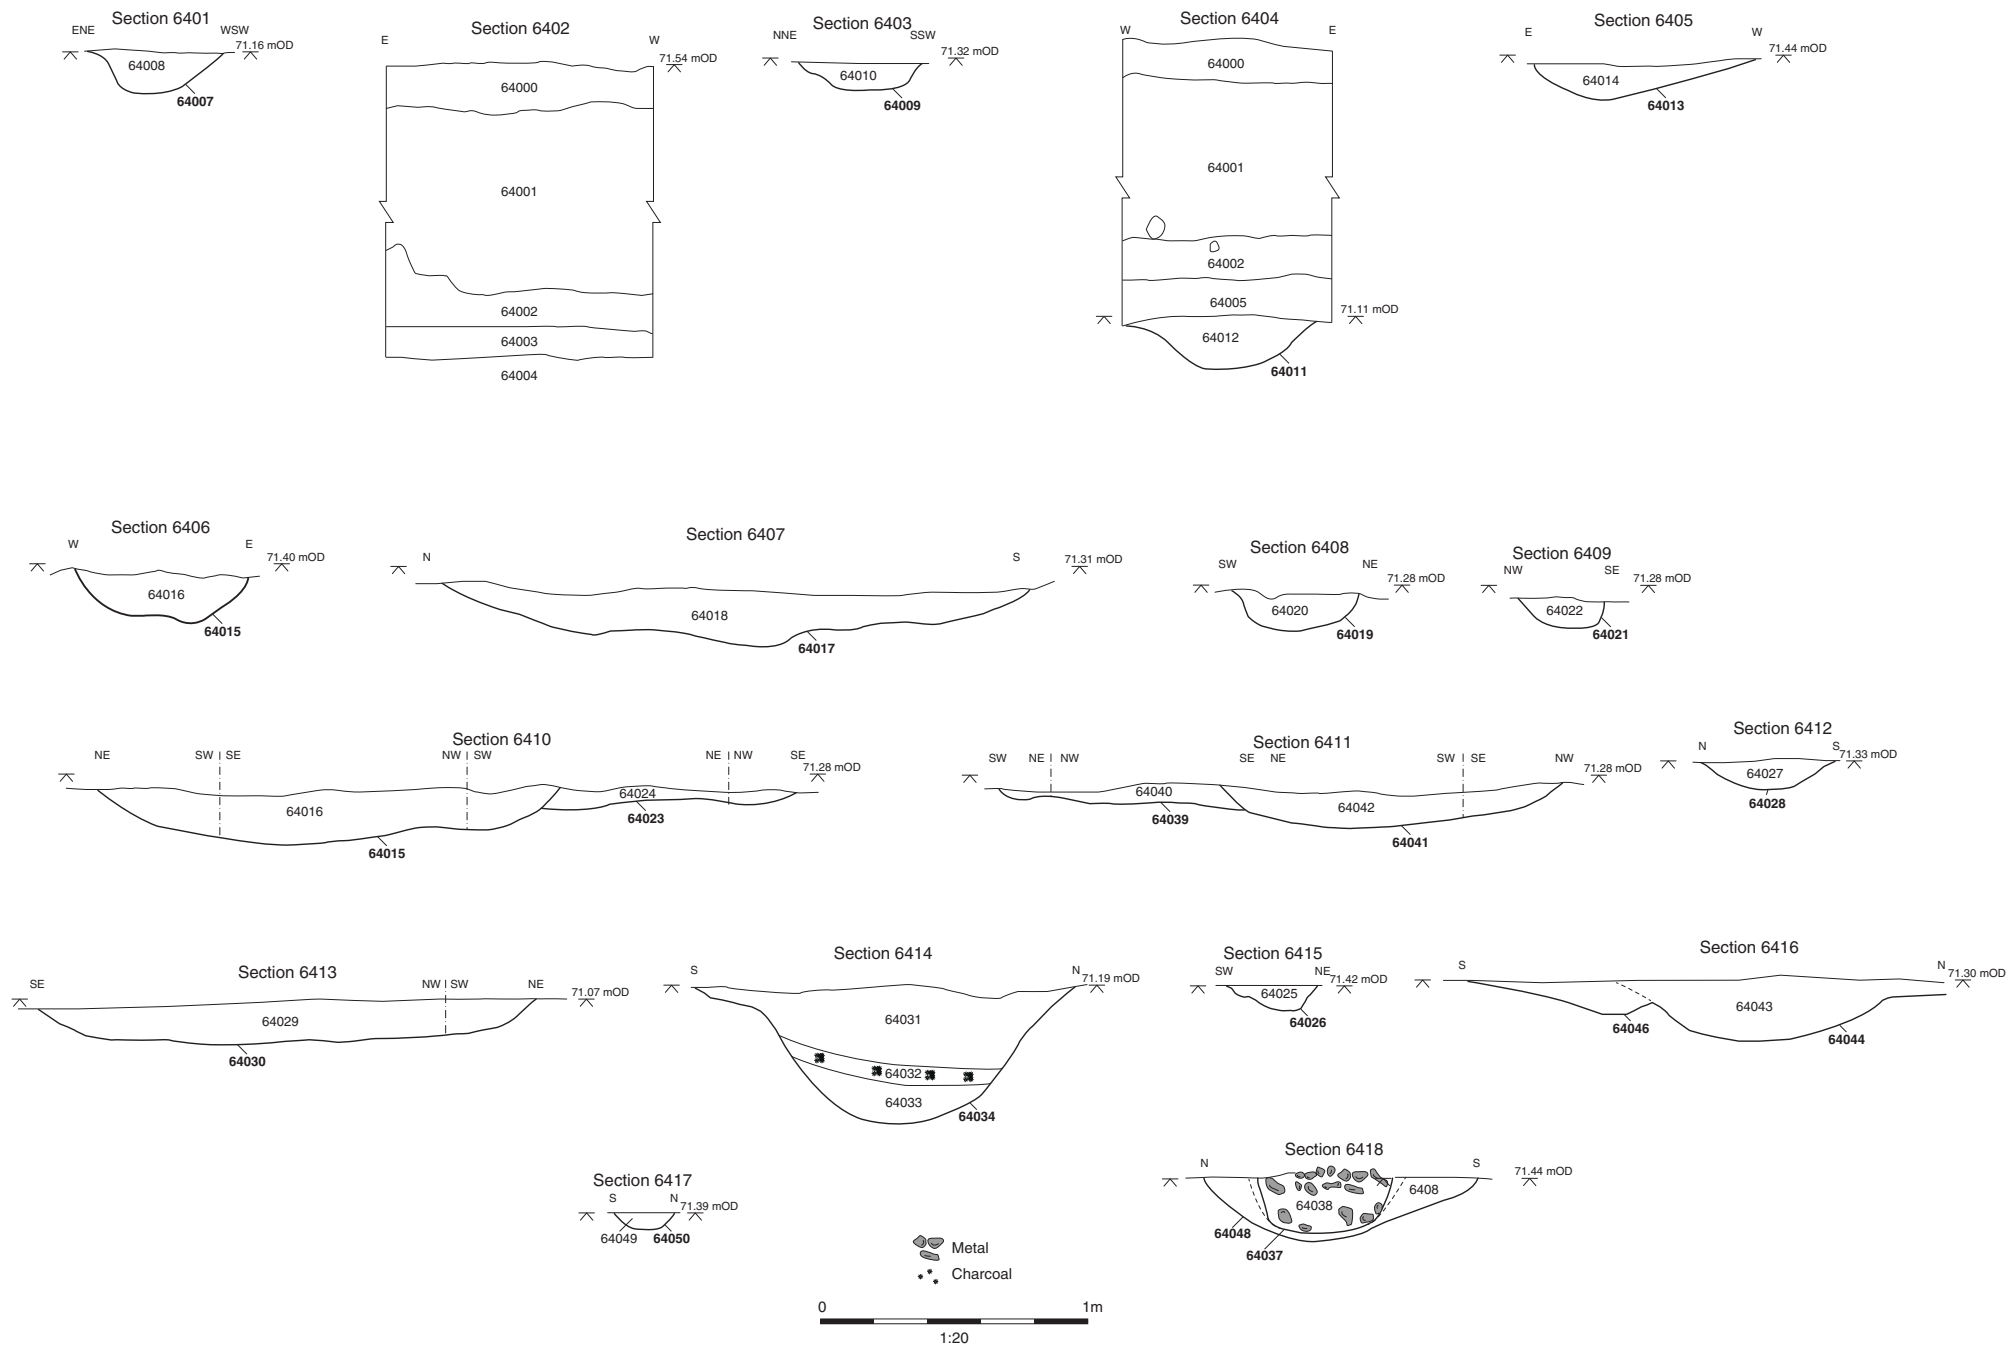 Section 6401
ENE WSW
71.16 mOD
64008
64007
Section 6402
E W
71.54 mOD
64000
64001
64002
64003
64004
Section 6403
NNE SSW
71.32 mOD
64010
64009
Section 6404
W E
64000
64001
64002
64005
71.11 mOD
64012
64011
Section 6405
E W
71.44 mOD
64014
64013
Section 6406
W E
71.40 mOD
64016
64015
Section 6407
N S
71.31 mOD
64018
64017
Section 6408
SW NE
71.28 mOD
64020
64019
Section 6409
NW SE
71.28 mOD
64022
64021
Section 6410
NE SW SE NW SW NE NW SE
71.28 mOD
64024
64016
64023
64015
Section 6411
SW NE NW SE NE SW SE NW
71.28 mOD
64040
64042
64039
64041
Section 6412
N S
71.33 mOD
64027
64028
Section 6413
SE NW SW NE
71.07 mOD
64029
64030
Section 6414
S N
71.19 mOD
64031
64032
64033
64034
Section 6415
SW NE
71.42 mOD
64025
64026
Section 6416
S N
71.30 mOD
64043
64046
64044
Section 6417
S N
71.39 mOD
64049 64050
Section 6418
N S
71.44 mOD
6408
64038
64048
64037
Metal
Charcoal
0 1m
1:20